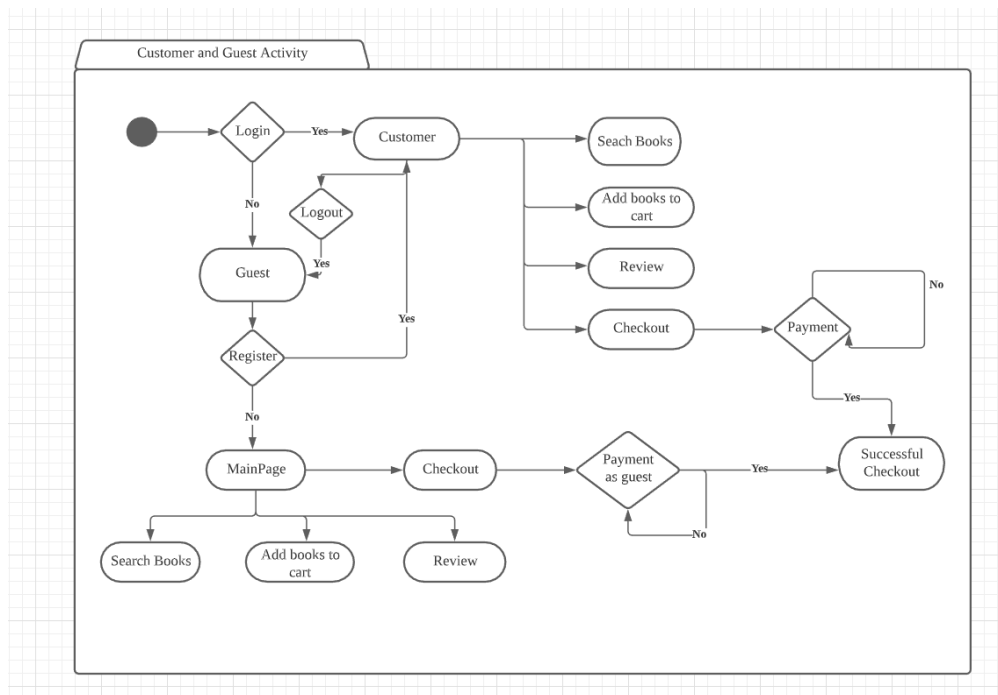 Customer and Guest Activity
Login
Yes
Customer
Seach Books
No
Logout
Add books to
cart
Yes
Guest
Review
No
Yes
Checkout
Payment
Register
Yes
No
MainPage
Checkout
Payment
as guest
Yes
Successful
Checkout
No
Search Books
Add books to
cart
Review